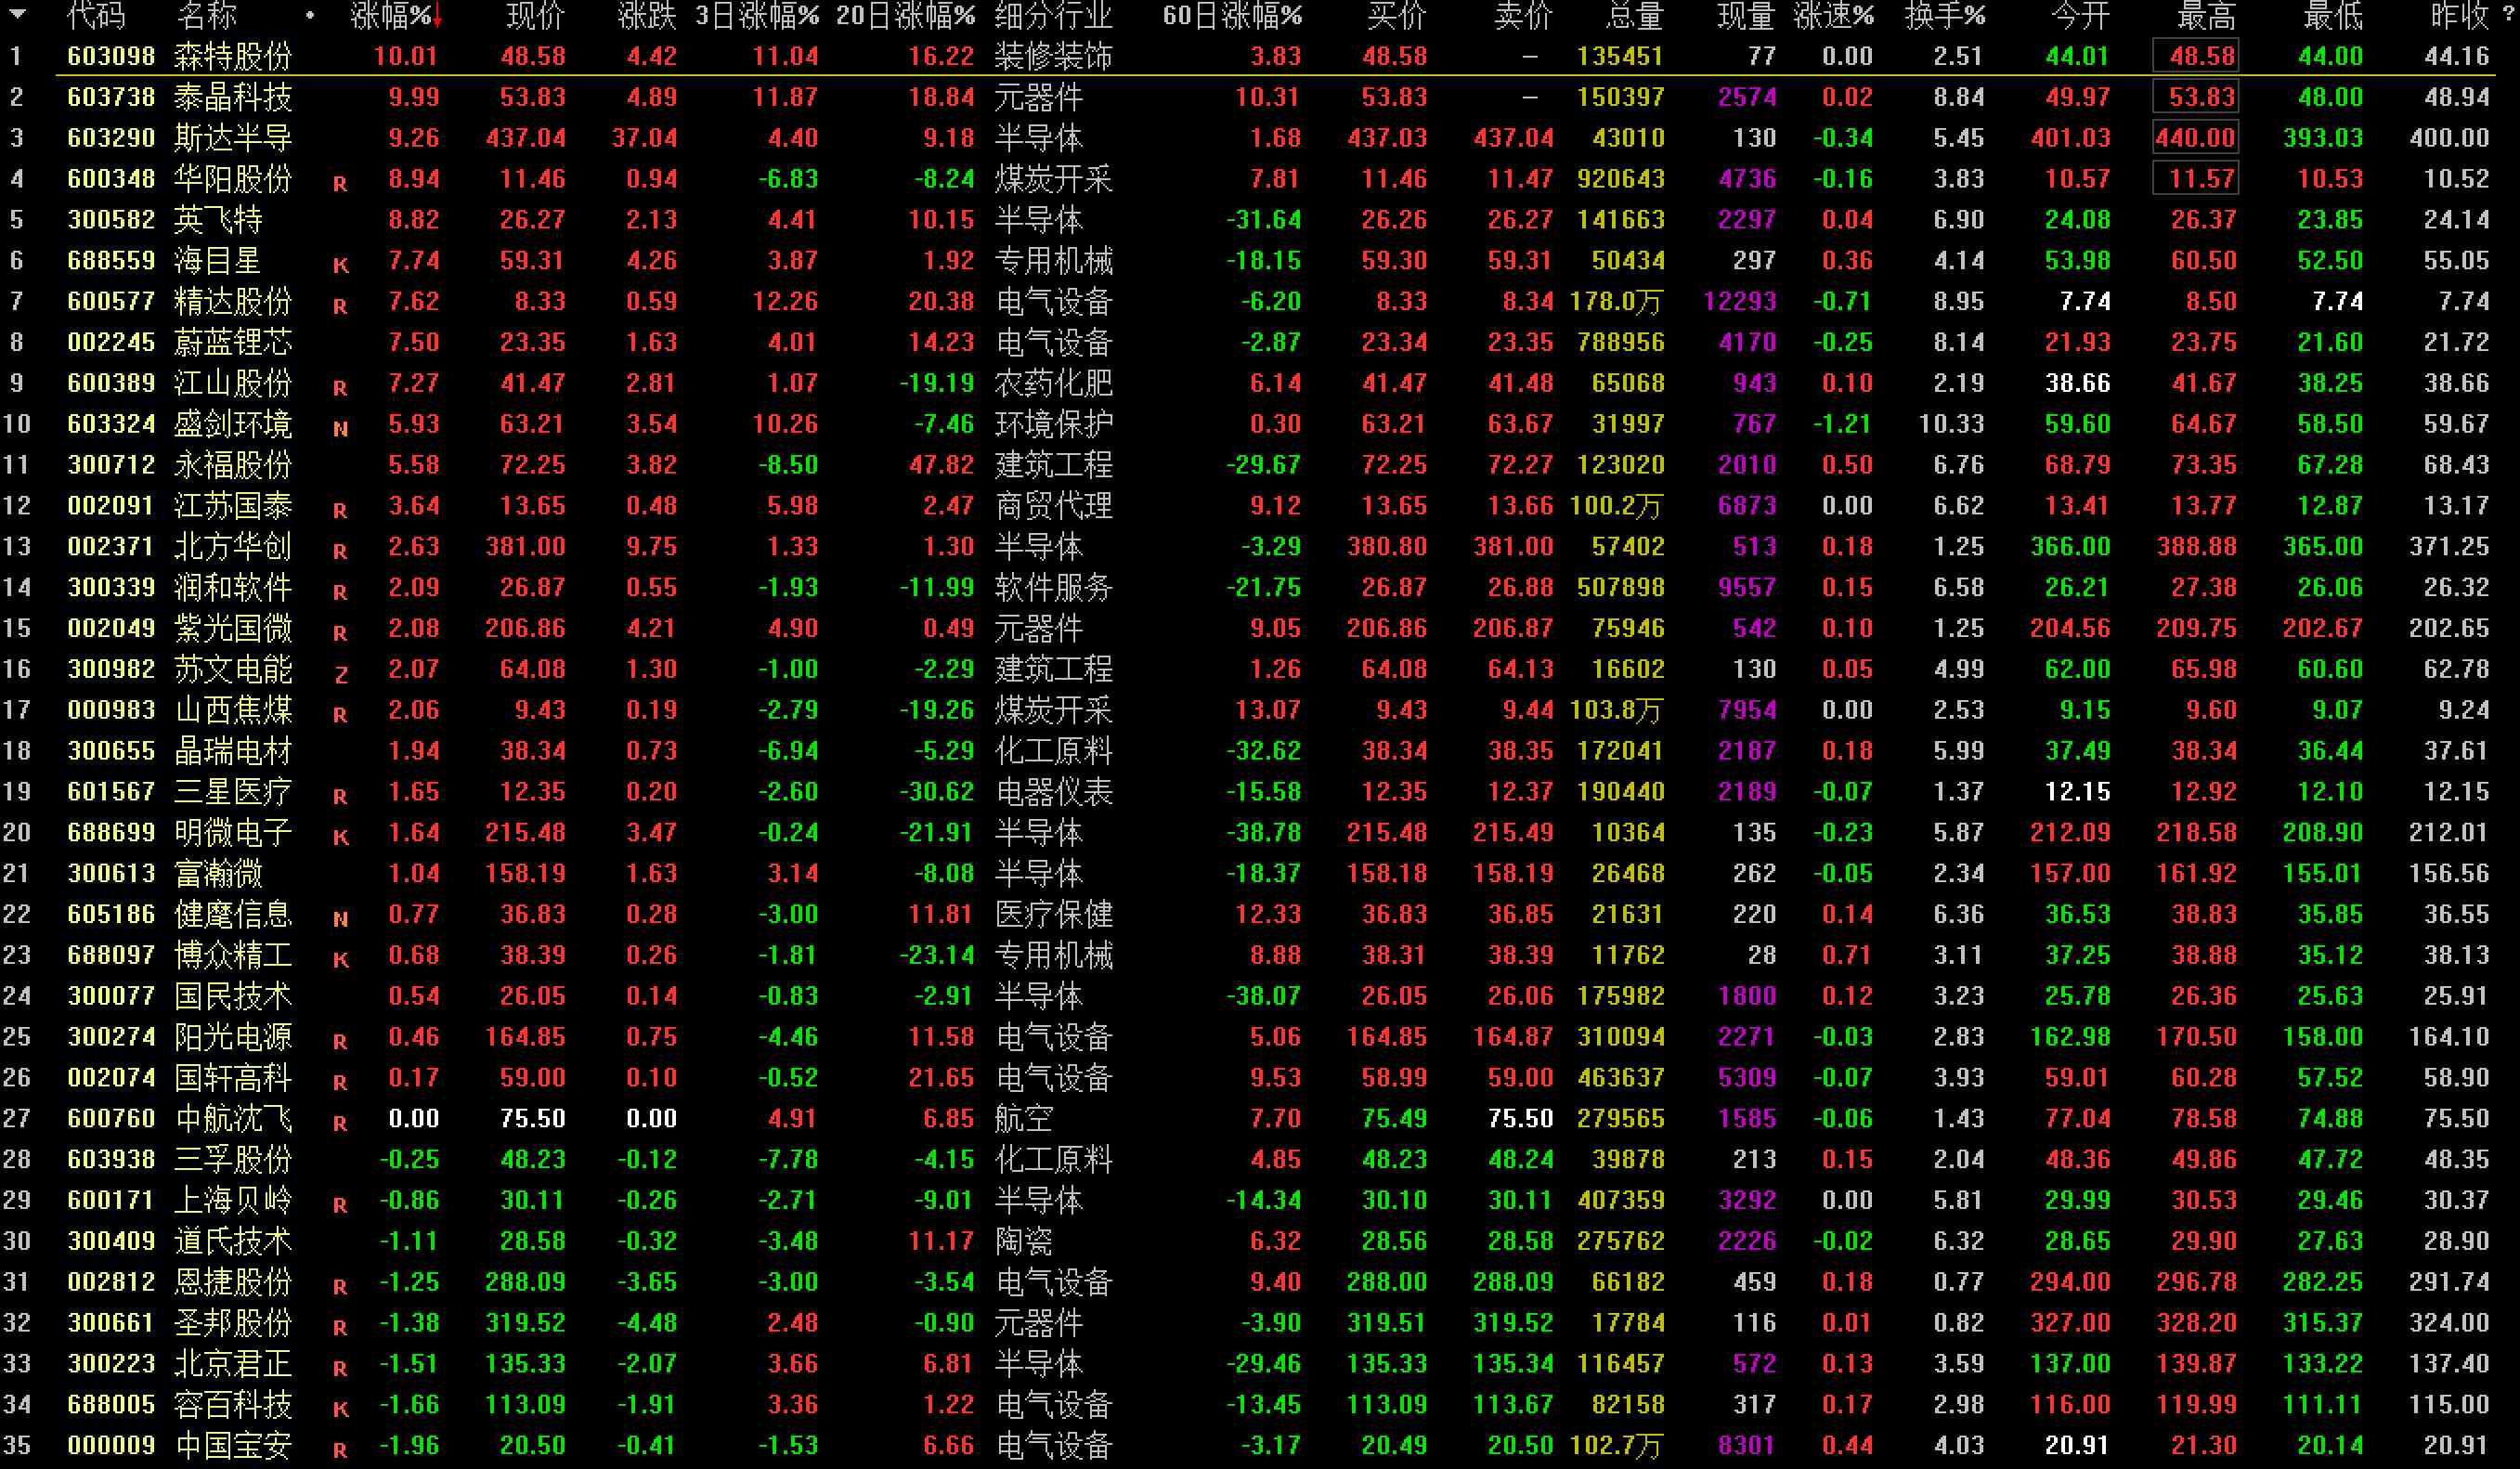 代码 名称 • 涨幅%↓ 现价 涨跌 3日涨幅% 20日涨幅% 细分行业 60日涨幅% 买价 卖价 总量 现量 涨速% 换手% 今开 最高 最低 昨收 ?
1 603098 森特股份 10.01 48.58 4.42 11.04 16.22 装修装饰 3.83 48.58 — 135451 77 0.00 2.51 44.01 48.58 44.00 44.16
2 603738 泰晶科技 9.99 53.83 4.89 11.87 18.84 元器件 10.31 53.83 — 150397 2574 0.02 8.84 49.97 53.83 48.00 48.94
3 603290 斯达半导 9.26 437.04 37.04 4.40 9.18 半导体 1.68 437.03 437.04 43010 130 -0.34 5.45 401.03 440.00 393.03 400.00
4 600348 华阳股份 R 8.94 11.46 0.94 -6.83 -8.24 煤炭开采 7.81 11.46 11.47 920643 4736 -0.16 3.83 10.57 11.57 10.53 10.52
5 300582 英飞特 8.82 26.27 2.13 4.41 10.15 半导体 -31.64 26.26 26.27 141663 2297 0.04 6.90 24.08 26.37 23.85 24.14
6 688559 海目星 K 7.74 59.31 4.26 3.87 1.92 专用机械 -18.15 59.30 59.31 50434 297 0.36 4.14 53.98 60.50 52.50 55.05
7 600577 精达股份 R 7.62 8.33 0.59 12.26 20.38 电气设备 -6.20 8.33 8.34 178.0万 12293 -0.71 8.95 7.74 8.50 7.74 7.74
8 002245 蔚蓝锂芯 7.50 23.35 1.63 4.01 14.23 电气设备 -2.87 23.34 23.35 788956 4170 -0.25 8.14 21.93 23.75 21.60 21.72
9 600389 江山股份 R 7.27 41.47 2.81 1.07 -19.19 农药化肥 6.14 41.47 41.48 65068 943 0.10 2.19 38.66 41.67 38.25 38.66
10 603324 盛剑环境 N 5.93 63.21 3.54 10.26 -7.46 环境保护 0.30 63.21 63.67 31997 767 -1.21 10.33 59.60 64.67 58.50 59.67
11 300712 永福股份 5.58 72.25 3.82 -8.50 47.82 建筑工程 -29.67 72.25 72.27 123020 2010 0.50 6.76 68.79 73.35 67.28 68.43
12 002091 江苏国泰 R 3.64 13.65 0.48 5.98 2.47 商贸代理 9.12 13.65 13.66 100.2万 6873 0.00 6.62 13.41 13.77 12.87 13.17
13 002371 北方华创 R 2.63 381.00 9.75 1.33 1.30 半导体 -3.29 380.80 381.00 57402 513 0.18 1.25 366.00 388.88 365.00 371.25
14 300339 润和软件 R 2.09 26.87 0.55 -1.93 -11.99 软件服务 -21.75 26.87 26.88 507898 9557 0.15 6.58 26.21 27.38 26.06 26.32
15 002049 紫光国微 R 2.08 206.86 4.21 4.90 0.49 元器件 9.05 206.86 206.87 75946 542 0.10 1.25 204.56 209.75 202.67 202.65
16 300982 苏文电能 Z 2.07 64.08 1.30 -1.00 -2.29 建筑工程 1.26 64.08 64.13 16602 130 0.05 4.99 62.00 65.98 60.60 62.78
17 000983 山西焦煤 R 2.06 9.43 0.19 -2.79 -19.26 煤炭开采 13.07 9.43 9.44 103.8万 7954 0.00 2.53 9.15 9.60 9.07 9.24
18 300655 晶瑞电材 1.94 38.34 0.73 -6.94 -5.29 化工原料 -32.62 38.34 38.35 172041 2187 0.18 5.99 37.49 38.34 36.44 37.61
19 601567 三星医疗 R 1.65 12.35 0.20 -2.60 -30.62 电器仪表 -15.58 12.35 12.37 190440 2189 -0.07 1.37 12.15 12.92 12.10 12.15
20 688699 明微电子 K 1.64 215.48 3.47 -0.24 -21.91 半导体 -38.78 215.48 215.49 10364 135 -0.23 5.87 212.09 218.58 208.90 212.01
21 300613 富瀚微 1.04 158.19 1.63 3.14 -8.08 半导体 -18.37 158.18 158.19 26468 262 -0.05 2.34 157.00 161.92 155.01 156.56
22 605186 健麾信息 N 0.77 36.83 0.28 -3.00 11.81 医疗保健 12.33 36.83 36.85 21631 220 0.14 6.36 36.53 38.83 35.85 36.55
23 688097 博众精工 K 0.68 38.39 0.26 -1.81 -23.14 专用机械 8.88 38.31 38.39 11762 28 0.71 3.11 37.25 38.88 35.12 38.13
24 300077 国民技术 0.54 26.05 0.14 -0.83 -2.91 半导体 -38.07 26.05 26.06 175982 1800 0.12 3.23 25.78 26.36 25.63 25.91
25 300274 阳光电源 R 0.46 164.85 0.75 -4.46 11.58 电气设备 5.06 164.85 164.87 310094 2271 -0.03 2.83 162.98 170.50 158.00 164.10
26 002074 国轩高科 R 0.17 59.00 0.10 -0.52 21.65 电气设备 9.53 58.99 59.00 463637 5309 -0.07 3.93 59.01 60.28 57.52 58.90
27 600760 中航沈飞 R 0.00 75.50 0.00 4.91 6.85 航空 7.70 75.49 75.50 279565 1585 -0.06 1.43 77.04 78.58 74.88 75.50
28 603938 三孚股份 -0.25 48.23 -0.12 -7.78 -4.15 化工原料 4.85 48.23 48.24 39878 213 0.15 2.04 48.36 49.86 47.72 48.35
29 600171 上海贝岭 R -0.86 30.11 -0.26 -2.71 -9.01 半导体 -14.34 30.10 30.11 407359 3292 0.00 5.81 29.99 30.53 29.46 30.37
30 300409 道氏技术 -1.11 28.58 -0.32 -3.48 11.17 陶瓷 6.32 28.56 28.58 275762 2226 -0.02 6.32 28.65 29.90 27.63 28.90
31 002812 恩捷股份 R -1.25 288.09 -3.65 -3.00 -3.54 电气设备 9.40 288.00 288.09 66182 459 0.18 0.77 294.00 296.78 282.25 291.74
32 300661 圣邦股份 R -1.38 319.52 -4.48 2.48 -0.90 元器件 -3.90 319.51 319.52 17784 116 0.01 0.82 327.00 328.20 315.37 324.00
33 300223 北京君正 R -1.51 135.33 -2.07 3.66 6.81 半导体 -29.46 135.33 135.34 116457 572 0.13 3.59 137.00 139.87 133.22 137.40
34 688005 容百科技 K -1.66 113.09 -1.91 3.36 1.22 电气设备 -13.45 113.09 113.67 82158 317 0.17 2.98 116.00 119.99 111.11 115.00
35 000009 中国宝安 R -1.96 20.50 -0.41 -1.53 6.66 电气设备 -3.17 20.49 20.50 102.7万 8301 0.44 4.03 20.91 21.30 20.14 20.91